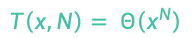 T(x, N) = Θ(x^N)